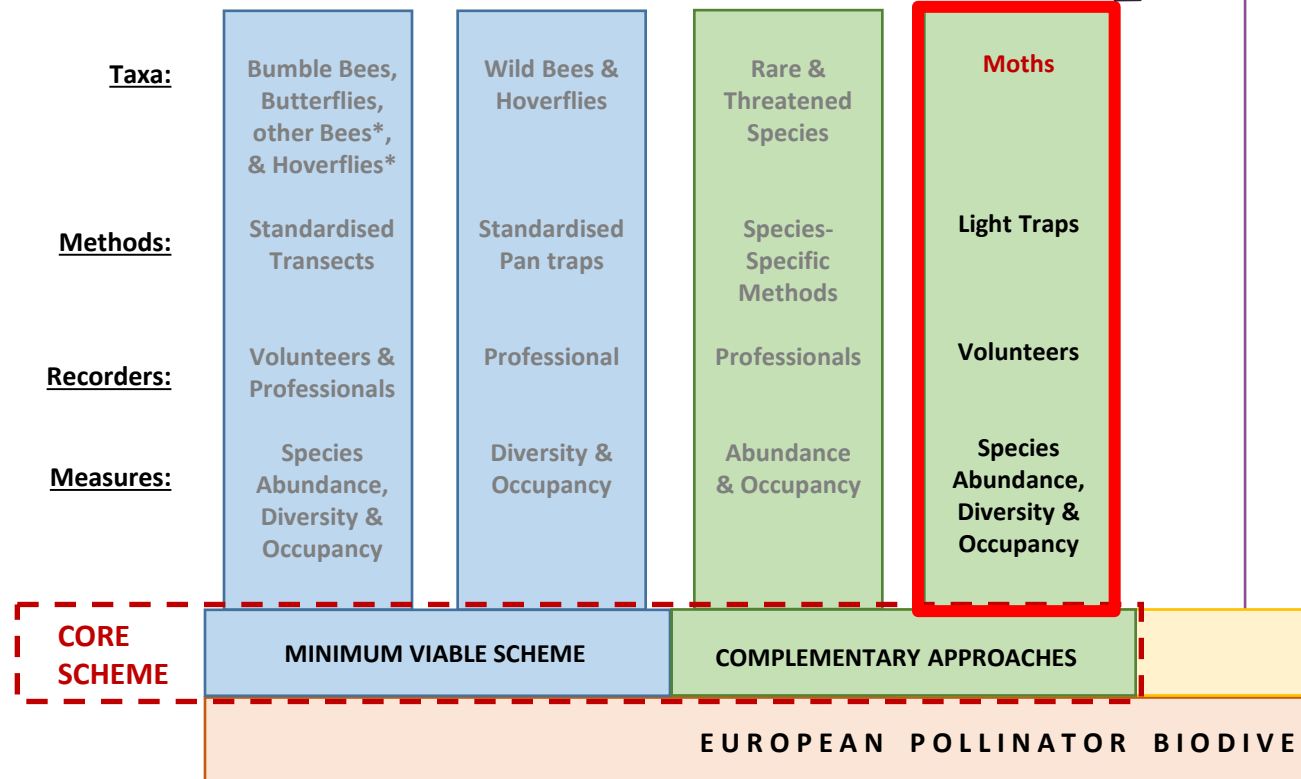 Taxa:
Bumble Bees,
Butterflies,
other Bees*,
& Hoverflies*
Wild Bees &
Hoverflies
Rare &
Threatened
Species
Moths
Methods:
Standardised
Transects
Standardised
Pan traps
Species-
Specific
Methods
Light Traps
Recorders:
Volunteers &
Professionals
Professional
Professionals
Volunteers
Measures:
Species
Abundance,
Diversity &
Occupancy
Diversity &
Occupancy
Abundance
& Occupancy
Species
Abundance,
Diversity &
Occupancy
CORE
SCHEME
MINIMUM VIABLE SCHEME
COMPLEMENTARY APPROACHES
EUROPEAN POLLINATOR BIODIVE